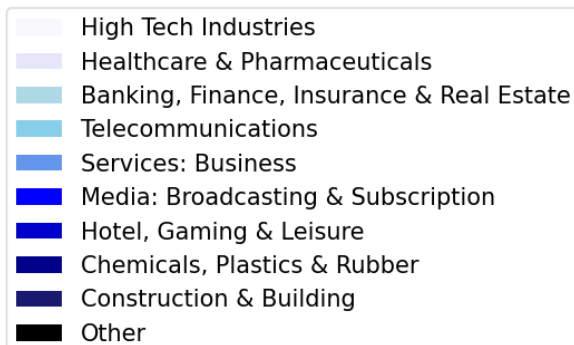 High Tech Industries
Healthcare & Pharmaceuticals
Banking, Finance, Insurance & Real Estate
Telecommunications
Services: Business
Media: Broadcasting & Subscription
Hotel, Gaming & Leisure
Chemicals, Plastics & Rubber
Construction & Building
Other